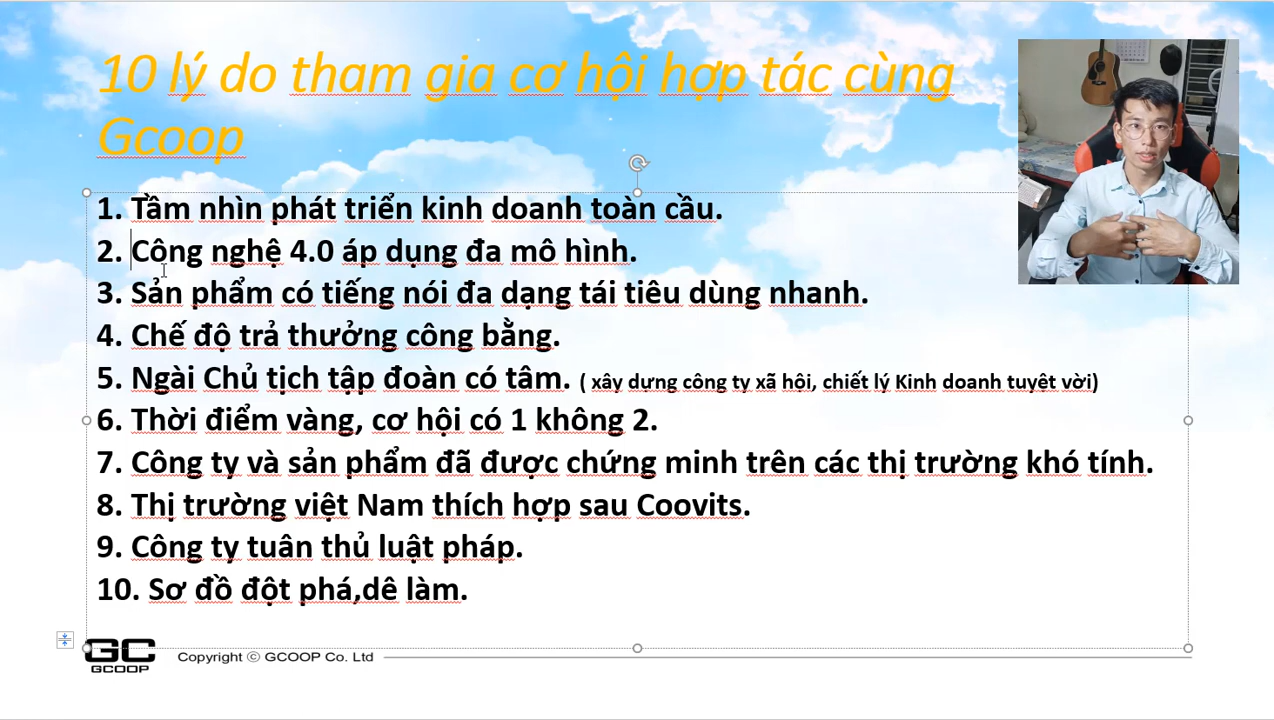 10 lý do tham gia cơ hội hợp tác cùng
Gcoop
1. Tầm nhìn phát triển kinh doanh toàn cầu.
2. Công nghệ 4.0 áp dụng đa mô hình.
3. Sản phẩm có tiếng nói đa dạng tái tiêu dùng nhanh.
4. Chế độ trả thưởng công bằng.
5. Ngài Chủ tịch tập đoàn có tâm. ( xây dựng công ty xã hội, chiết lý Kinh doanh tuyệt vời)
6. Thời điểm vàng, cơ hội có 1 không 2.
7. Công ty và sản phẩm đã được chứng minh trên các thị trường khó tính.
8. Thị trường việt Nam thích hợp sau Coovits.
9. Công ty tuân thủ luật pháp.
10. Sơ đồ đột phá,dê làm.
GC
GCOOP
Copyright © GCOOP Co. Ltd